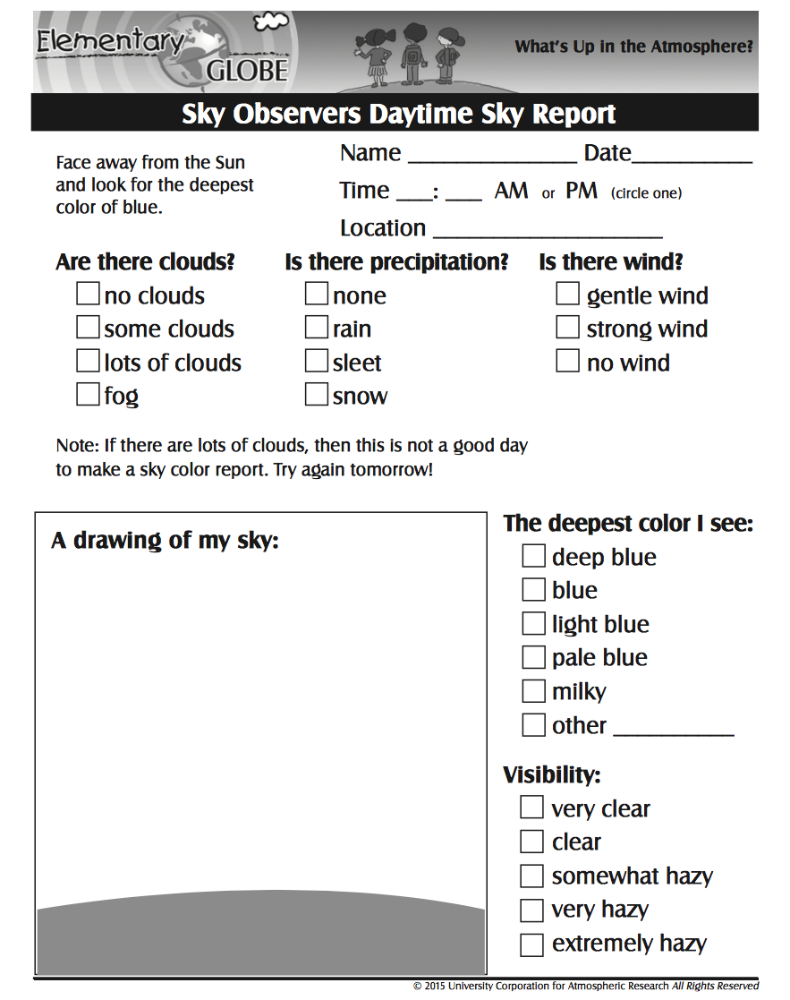 Elementary
GLOBE
What's Up in the Atmosphere?
Sky Observers Daytime Sky Report
Face away from the Sun
and look for the deepest
color of blue.
Name ______________ Date__________
Time ___: ___ AM or PM (circle one)
Location ___________________
Are there clouds?
no clouds
some clouds
lots of clouds
fog
Is there precipitation?
none
rain
sleet
snow
Is there wind?
gentle wind
strong wind
no wind
Note: If there are lots of clouds, then this is not a good day
to make a sky color report. Try again tomorrow!
A drawing of my sky:
The deepest color I see:
deep blue
blue
light blue
pale blue
milky
other __________
Visibility:
very clear
clear
somewhat hazy
very hazy
extremely hazy
© 2015 University Corporation for Atmospheric Research All Rights Reserved